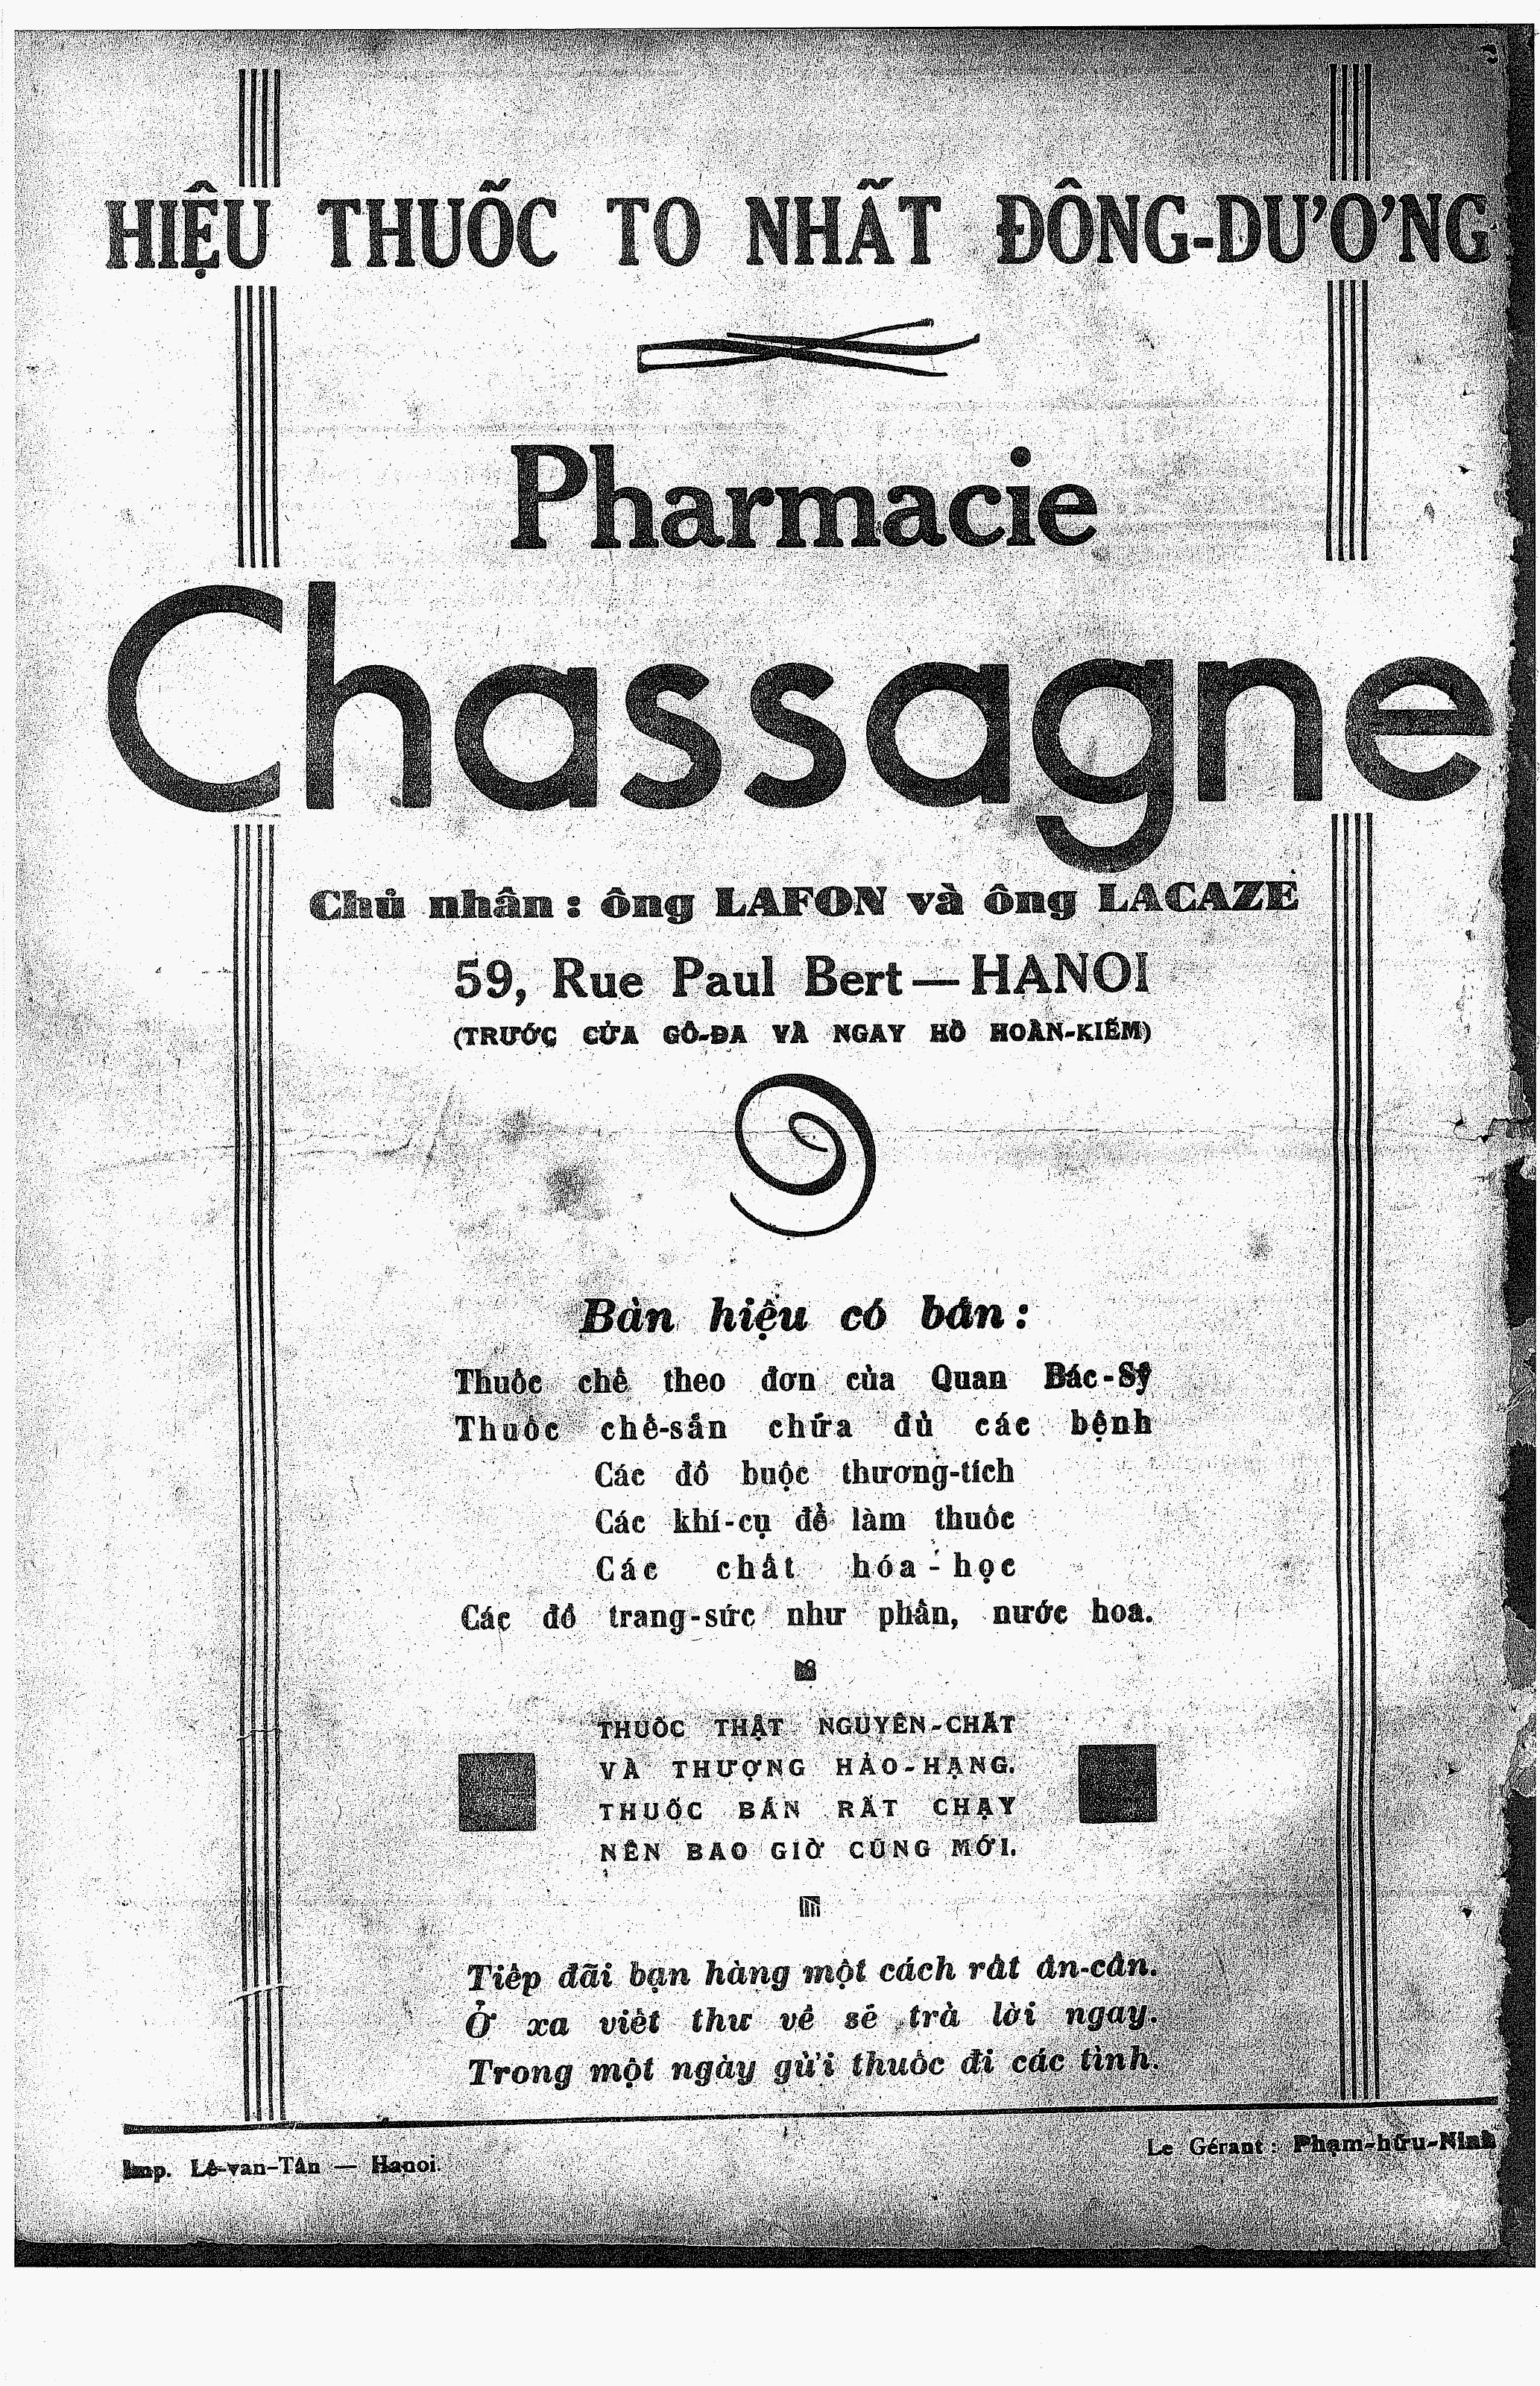 HIỆU THUỐC TO NHẤT ĐÔNG-DƯƠNG
Pharmacie
Chassagne
Chủ nhân : ông LAFON và ông LACAZE
59, Rue Paul Bert — HANOI
(TRƯỚC CỬA GÔ-ĐA VÀ NGAY HỒ HOÀN-KIẾM)
Bản hiệu có bán :
Thuốc chế theo đơn của Quan Bác-Sỹ
Thuốc chế-sẵn chữa đủ các bệnh
Các đồ buộc thương-tích
Các khí-cụ để làm thuốc
Các chất hóa-học
Các đồ trang-sức như phấn, nước hoa.
THUỐC THẬT NGUYÊN-CHẤT
VÀ THƯỢNG HẢO-HẠNG.
THUỐC BÁN RẤT CHẠY
NÊN BAO GIỜ CŨNG MỚI.
Tiếp đãi bạn hàng một cách rất ân-cần.
Ở xa viết thư về sẽ trả lời ngay.
Trong một ngày gửi thuốc đi các tỉnh.
Imp. Lê-van-Tân — Hanoi.
Le Gérant : Phạm-hữu-Ninh